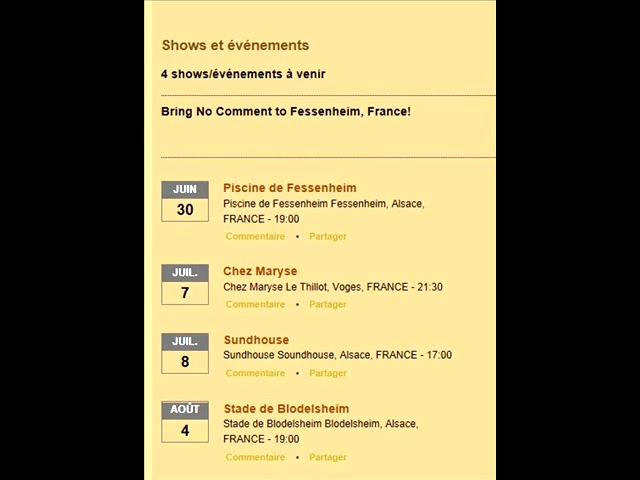 Shows et événements
4 shows/événements à venir
Bring No Comment to Fessenheim, France!
JUIN
30
Piscine de Fessenheim
Piscine de Fessenheim Fessenheim, Alsace,
FRANCE - 19:00
Commentaire • Partager
JUIL.
7
Chez Maryse
Chez Maryse Le Thillot, Voges, FRANCE - 21:30
Commentaire • Partager
JUIL.
8
Sundhouse
Sundhouse Soundhouse, Alsace, FRANCE - 17:00
Commentaire • Partager
AOÛT
4
Stade de Blodelsheim
Stade de Blodelsheim Blodelsheim, Alsace,
FRANCE - 19:00
Commentaire • Partager